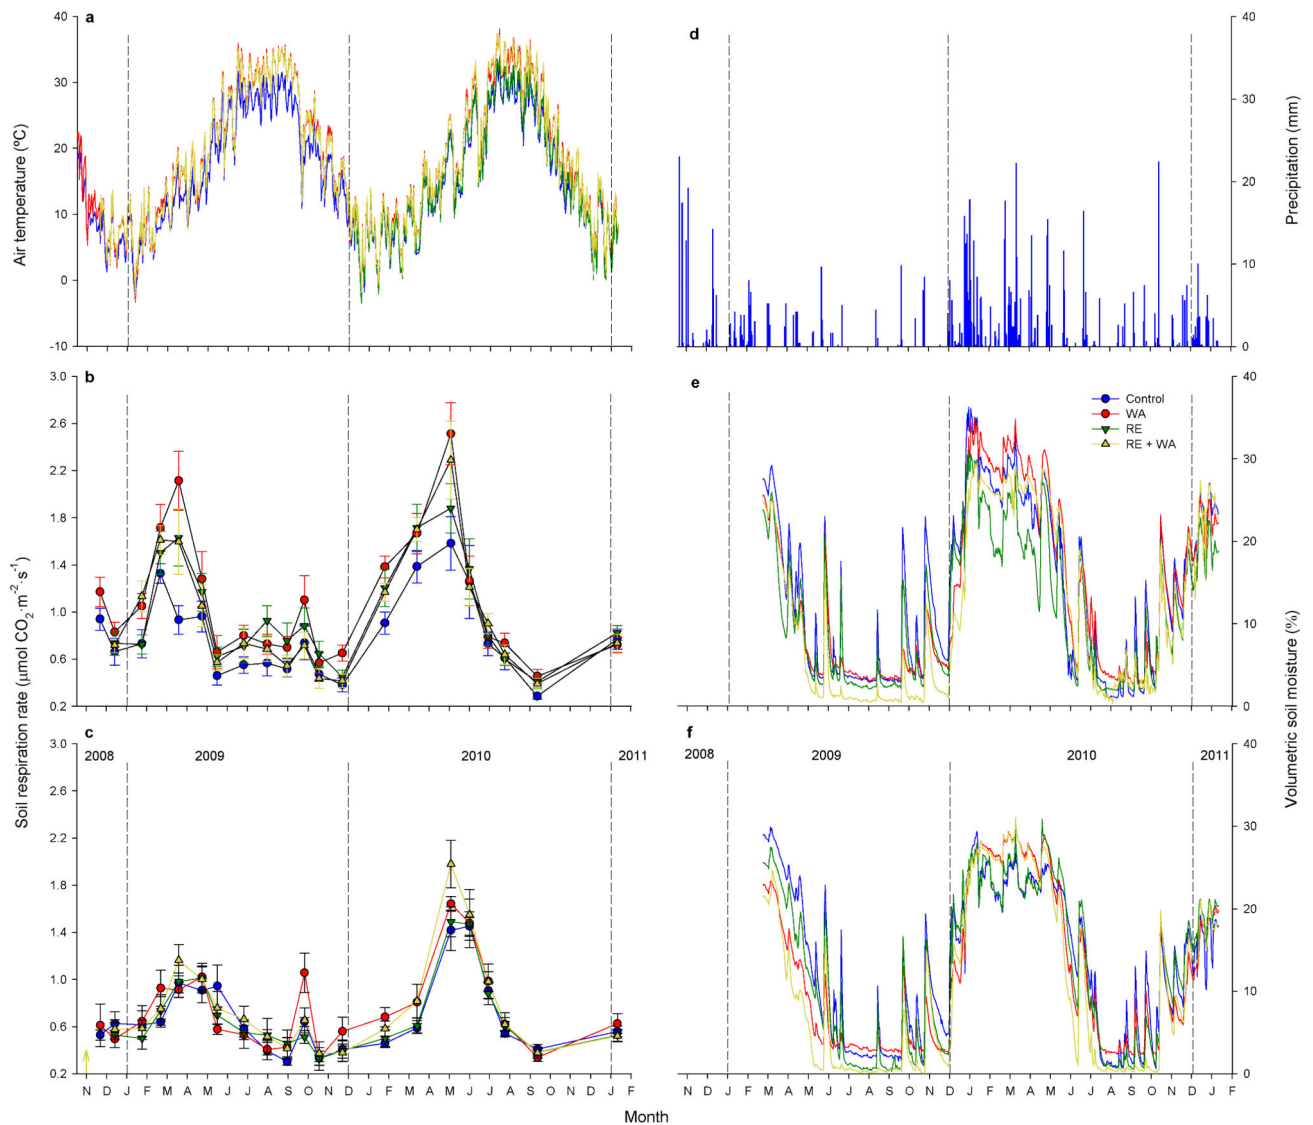 a
40
30
20
10
0
-10
Air temperature (ºC)
d
40
30
20
10
0
Precipitation (mm)
b
3.0
2.6
2.2
1.8
1.4
1.0
0.6
0.2
Soil respiration rate (μmol CO2·m-2·s-1)
e
Control
WA
RE
RE + WA
40
30
20
10
0
Volumetric soil moisture (%)
c
2008 2009 2010 2011
3.0
2.6
2.2
1.8
1.4
1.0
0.6
0.2
N D J F M A M J J A S O N D J F M A M J J A S O N D J F
f
2008 2009 2010 2011
40
30
20
10
0
N D J F M A M J J A S O N D J F M A M J J A S O N D J F
Month